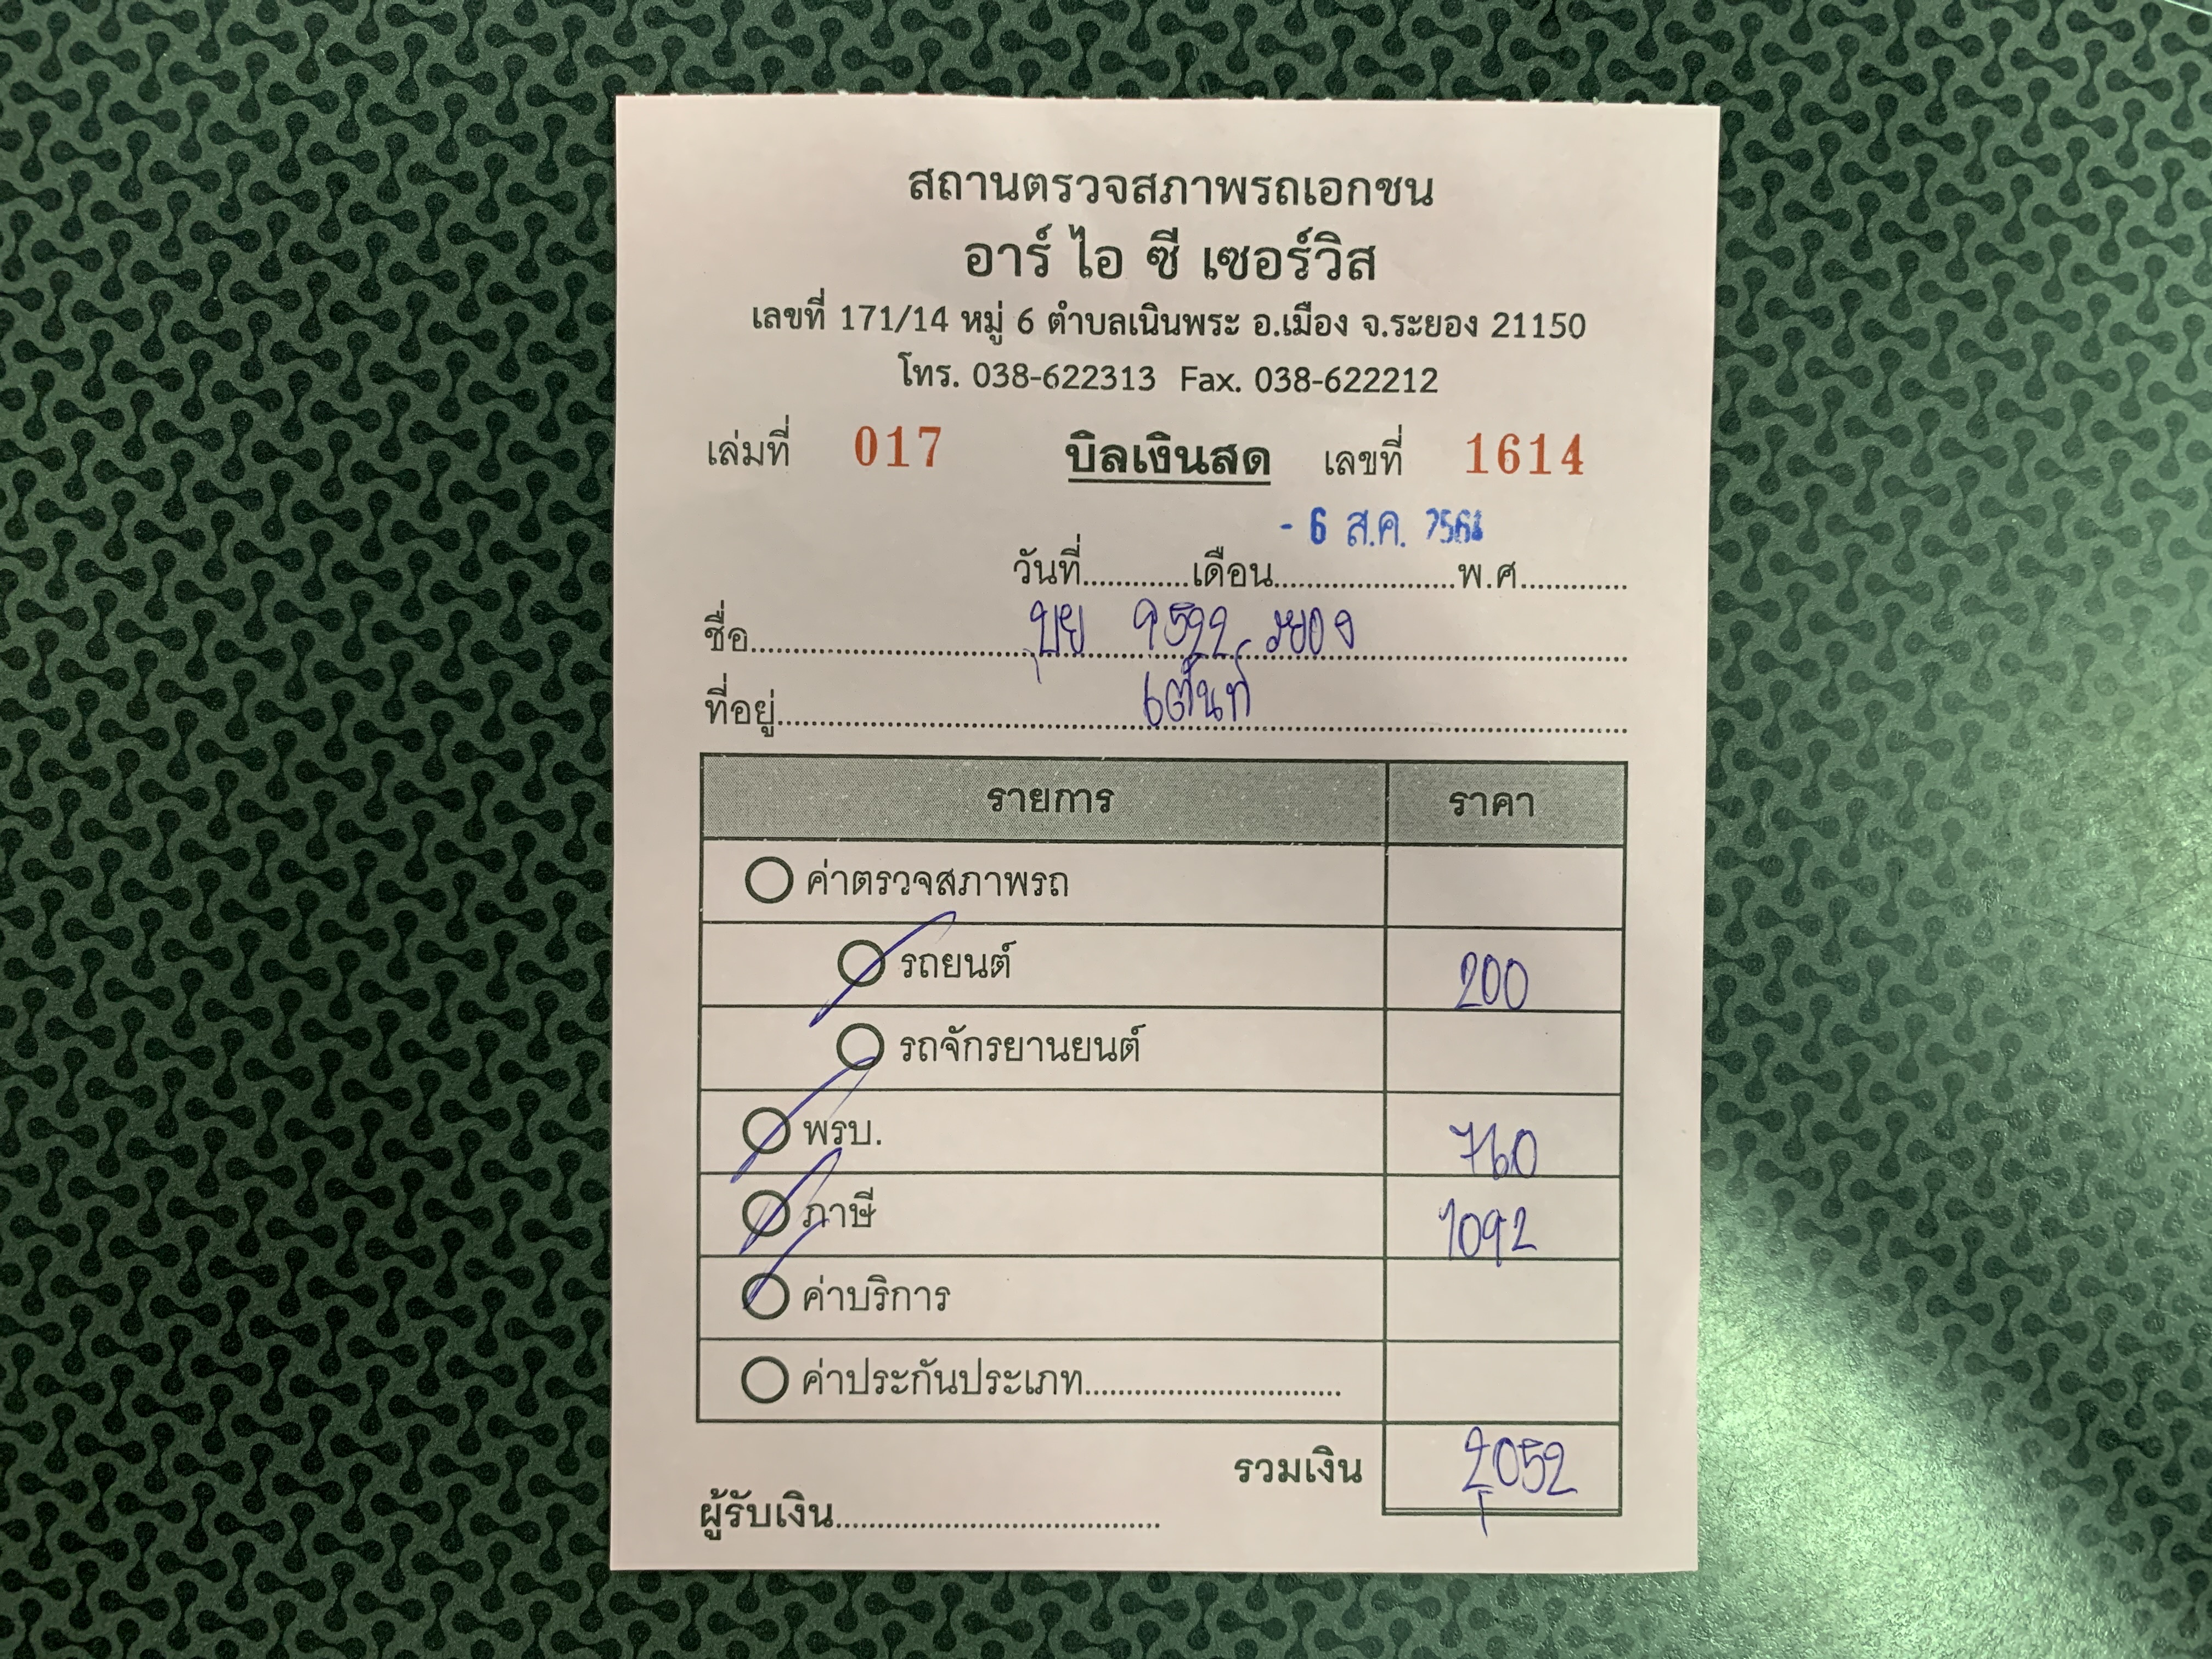 สถานตรวจสภาพรถเอกชน
อาร์ ไอ ซี เซอร์วิส
เลขที่ 171/14 หมู่ 6 ตำบลเนินพระ อ.เมือง จ.ระยอง 21150
โทร. 038-622313 Fax. 038-622212
เล่มที่ 017 บิลเงินสด เลขที่ 1614
- 6 ส.ค.
วันที่............เดือน....................พ.ศ............
ชื่อ 9522 ระยอง
ที่อยู่
รายการ ราคา
ค่าตรวจสภาพรถ
รถยนต์ 200
รถจักรยานยนต์
พรบ. 760
ภาษี 1092
ค่าบริการ
ค่าประกันประเภท............................
รวมเงิน 2052
ผู้รับเงิน....................................